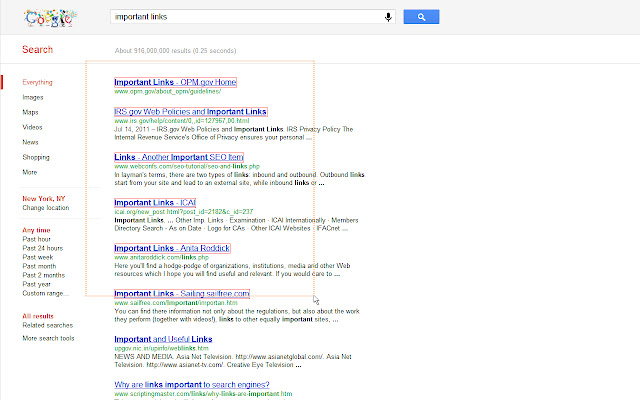 Google
important links
Search
About 916,000,000 results (0.25 seconds)
Everything
Images
Maps
Videos
News
Shopping
More
New York, NY
Change location
Any time
Past hour
Past 24 hours
Past week
Past month
Past 2 months
Past year
Custom range...
All results
Related searches
More search tools
Important Links - OPM.gov Home
www.opm.gov/about_opm/guidelines/
IRS.gov Web Policies and Important Links
www.irs.gov/help/content/0,,id=127967,00.html
Jul 14, 2011 – IRS.gov Web Policies and Important Links. IRS Privacy Policy The
Internal Revenue Service's Office of Privacy ensures your personal ...
Links - Another Important SEO Item
www.webconfs.com/seo-tutorial/seo-and-links.php
In layman's terms, there are two types of links: inbound and outbound. Outbound links
start from your site and lead to an external site, while inbound links or ...
Important Links - ICAI
icai.org/new_post.html?post_id=2182&c_id=237
Important Links. ... Other Imp. Links · Examination · ICAI Internationally · Members
Directory Search - As on Date · Logo for CAs · Other ICAI Websites · IFACnet ...
Important Links - Anita Roddick
www.anitaroddick.com/links.php
Here you'll find a hodge-podge of organizations, institutions, media and other Web
resources which I hope you will find useful and relevant. If you would care to ...
Important Links - Sailing sailfree.com
www.sailfree.com/Important/importan.htm
You can find there information not only about the regulations, but also about the work
they perform (together with videos!), links to other equally important sites, ...
Important and Useful Links
upgov.nic.in/upinfo/weblinks.htm
NEWS AND MEDIA. Asia Net Television. http://www.asianetglobal.com/. Asia Net
Television. http://www.asianet-tv.com/. Creative Eye Television ...
Why are links important to search engines?
www.scriptingmaster.com/links/why-links-are-important.htm